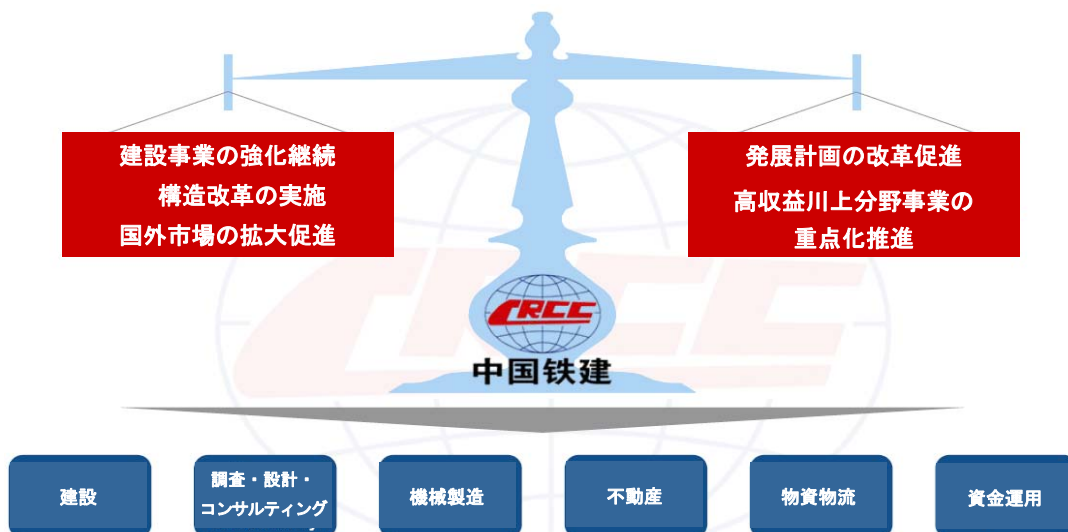 建設事業の強化継続
構造改革の実施
国外市場の拡大促進
発展計画の改革促進
高収益川上分野事業の
重点化推進
CRCC
中国铁建
CRCC
建設
調査・設計・
コンサルティング
機械製造
不動産
物資物流
資金運用